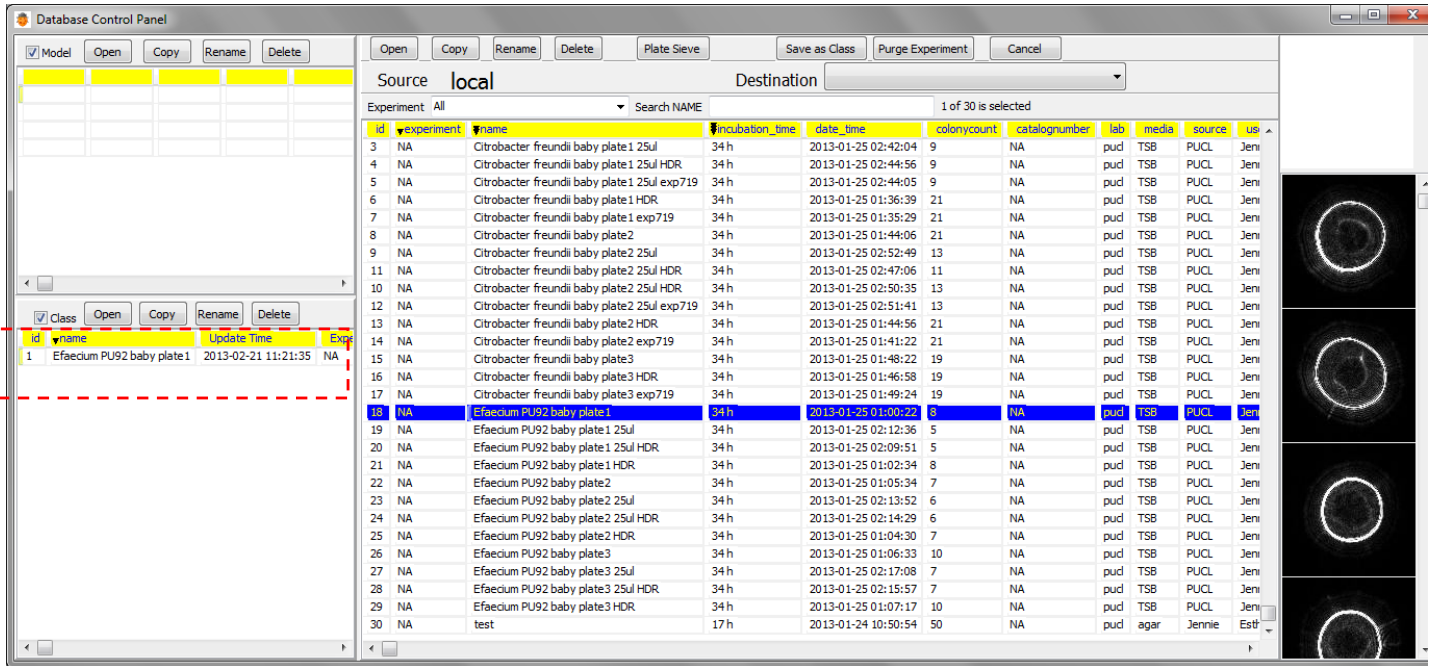 Database Control Panel
Model Open Copy Rename Delete
Open Copy Rename Delete Plate Sieve Save as Class Purge Experiment Cancel
Source local Destination
Experiment All Search NAME 1 of 30 is selected
id experiment name incubation_time date_time colonycount catalognumber lab media source use
3 NA Citrobacter freundii baby plate1 25ul 34 h 2013-01-25 02:42:04 9 NA pucl TSB PUCL Jenn
4 NA Citrobacter freundii baby plate1 25ul HDR 34 h 2013-01-25 02:44:56 9 NA pucl TSB PUCL Jenn
5 NA Citrobacter freundii baby plate1 25ul exp719 34 h 2013-01-25 02:44:05 9 NA pucl TSB PUCL Jenn
6 NA Citrobacter freundii baby plate1 HDR 34 h 2013-01-25 01:36:39 21 NA pucl TSB PUCL Jenn
7 NA Citrobacter freundii baby plate1 exp719 34 h 2013-01-25 01:35:29 21 NA pucl TSB PUCL Jenn
8 NA Citrobacter freundii baby plate2 34 h 2013-01-25 01:44:06 21 NA pucl TSB PUCL Jenn
9 NA Citrobacter freundii baby plate2 25ul 34 h 2013-01-25 02:52:49 13 NA pucl TSB PUCL Jenn
11 NA Citrobacter freundii baby plate2 25ul HDR 34 h 2013-01-25 02:47:06 11 NA pucl TSB PUCL Jenn
10 NA Citrobacter freundii baby plate2 25ul HDR 34 h 2013-01-25 02:50:35 13 NA pucl TSB PUCL Jenn
12 NA Citrobacter freundii baby plate2 25ul exp719 34 h 2013-01-25 02:51:41 13 NA pucl TSB PUCL Jenn
13 NA Citrobacter freundii baby plate2 HDR 34 h 2013-01-25 01:44:56 21 NA pucl TSB PUCL Jenn
14 NA Citrobacter freundii baby plate2 exp719 34 h 2013-01-25 01:41:22 21 NA pucl TSB PUCL Jenn
15 NA Citrobacter freundii baby plate3 34 h 2013-01-25 01:48:22 19 NA pucl TSB PUCL Jenn
16 NA Citrobacter freundii baby plate3 HDR 34 h 2013-01-25 01:46:58 19 NA pucl TSB PUCL Jenn
17 NA Citrobacter freundii baby plate3 exp719 34 h 2013-01-25 01:49:24 19 NA pucl TSB PUCL Jenn
18 NA Efaecium PU92 baby plate1 34 h 2013-01-25 01:00:22 8 NA pucl TSB PUCL Jenn
19 NA Efaecium PU92 baby plate1 25ul 34 h 2013-01-25 02:12:36 5 NA pucl TSB PUCL Jenn
20 NA Efaecium PU92 baby plate1 25ul HDR 34 h 2013-01-25 02:09:51 5 NA pucl TSB PUCL Jenn
21 NA Efaecium PU92 baby plate1 HDR 34 h 2013-01-25 01:02:34 8 NA pucl TSB PUCL Jenn
22 NA Efaecium PU92 baby plate2 34 h 2013-01-25 01:05:34 7 NA pucl TSB PUCL Jenn
23 NA Efaecium PU92 baby plate2 25ul 34 h 2013-01-25 02:13:52 6 NA pucl TSB PUCL Jenn
24 NA Efaecium PU92 baby plate2 25ul HDR 34 h 2013-01-25 02:14:29 6 NA pucl TSB PUCL Jenn
25 NA Efaecium PU92 baby plate2 HDR 34 h 2013-01-25 01:04:30 7 NA pucl TSB PUCL Jenn
26 NA Efaecium PU92 baby plate3 34 h 2013-01-25 01:06:33 10 NA pucl TSB PUCL Jenn
27 NA Efaecium PU92 baby plate3 25ul 34 h 2013-01-25 02:17:08 7 NA pucl TSB PUCL Jenn
28 NA Efaecium PU92 baby plate3 25ul HDR 34 h 2013-01-25 02:15:57 7 NA pucl TSB PUCL Jenn
29 NA Efaecium PU92 baby plate3 HDR 34 h 2013-01-25 01:07:17 10 NA pucl TSB PUCL Jenn
30 NA test 17 h 2013-01-24 10:50:54 50 NA pucl agar Jennie Esth
Class Open Copy Rename Delete
id name Update Time Expe
1 Efaecium PU92 baby plate1 2013-02-21 11:21:35 NA